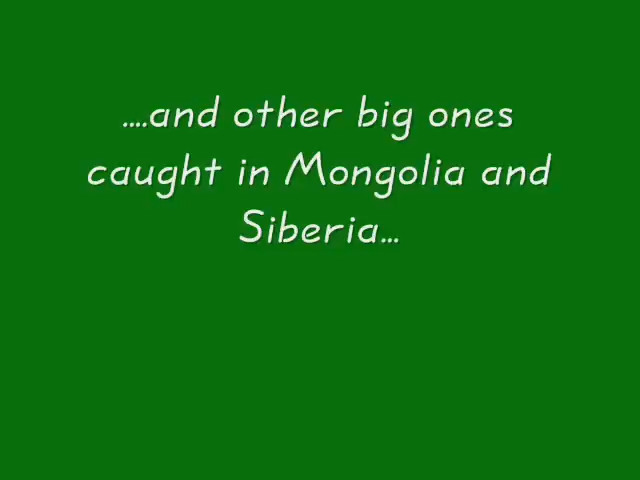 ....and other big ones
caught in Mongolia and
Siberia...